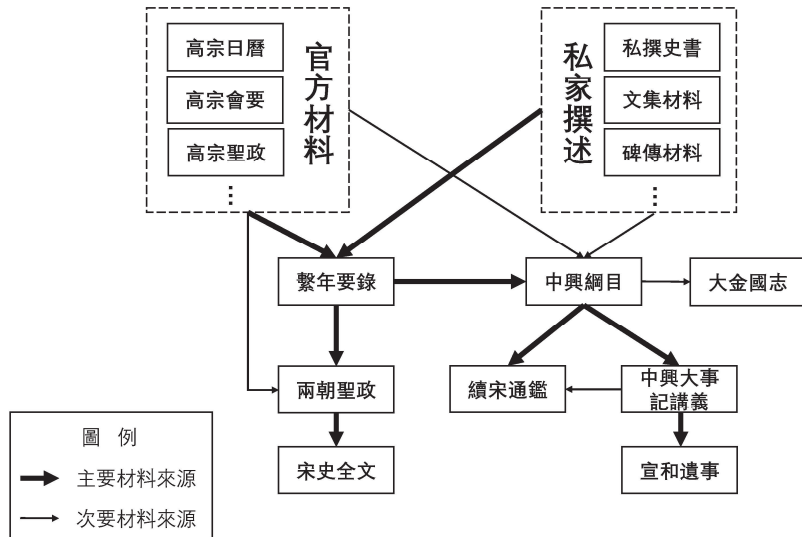 高宗日曆
高宗會要
高宗聖政
⋮
官方材料
私家撰述
私撰史書
文集材料
碑傳材料
⋮
繫年要錄
中興綱目
大金國志
兩朝聖政
續宋通鑑
中興大事
記講義
宋史全文
宣和遺事
圖 例
主要材料來源
次要材料來源